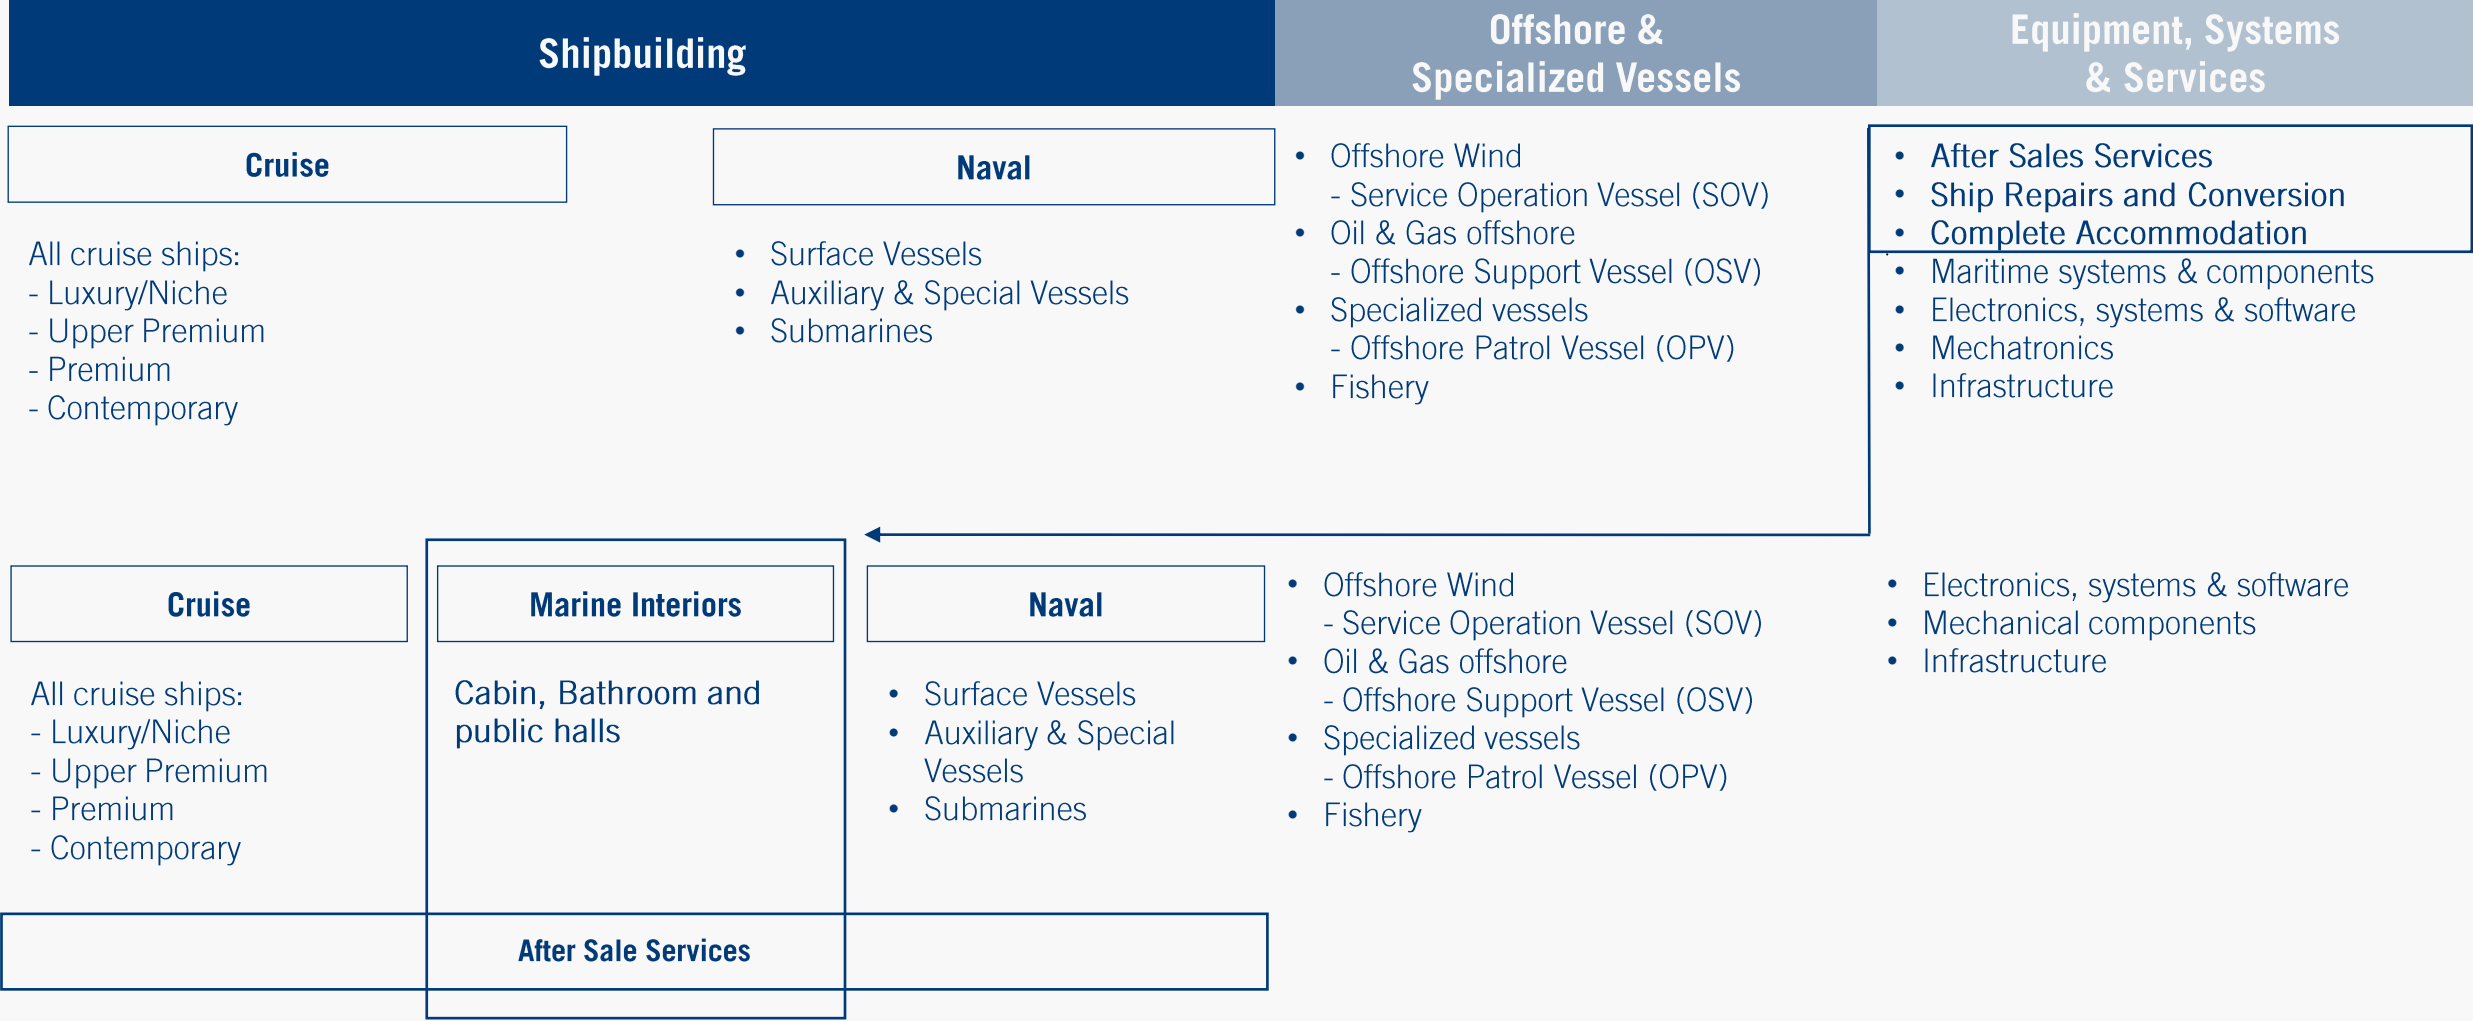 Shipbuilding
Offshore &
Specialized Vessels
Equipment, Systems
& Services
Cruise
All cruise ships:
- Luxury/Niche
- Upper Premium
- Premium
- Contemporary
Naval
• Surface Vessels
• Auxiliary & Special Vessels
• Submarines
• Offshore Wind
- Service Operation Vessel (SOV)
• Oil & Gas offshore
- Offshore Support Vessel (OSV)
• Specialized vessels
- Offshore Patrol Vessel (OPV)
• Fishery
• After Sales Services
• Ship Repairs and Conversion
• Complete Accommodation
• Maritime systems & components
• Electronics, systems & software
• Mechatronics
• Infrastructure
Cruise
All cruise ships:
- Luxury/Niche
- Upper Premium
- Premium
- Contemporary
Marine Interiors
Cabin, Bathroom and
public halls
Naval
• Surface Vessels
• Auxiliary & Special
Vessels
• Submarines
After Sale Services
• Offshore Wind
- Service Operation Vessel (SOV)
• Oil & Gas offshore
- Offshore Support Vessel (OSV)
• Specialized vessels
- Offshore Patrol Vessel (OPV)
• Fishery
• Electronics, systems & software
• Mechanical components
• Infrastructure